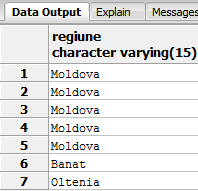 Data Output Explain Messages
regiune
character varying(15)
1 Moldova
2 Moldova
3 Moldova
4 Moldova
5 Moldova
6 Banat
7 Oltenia